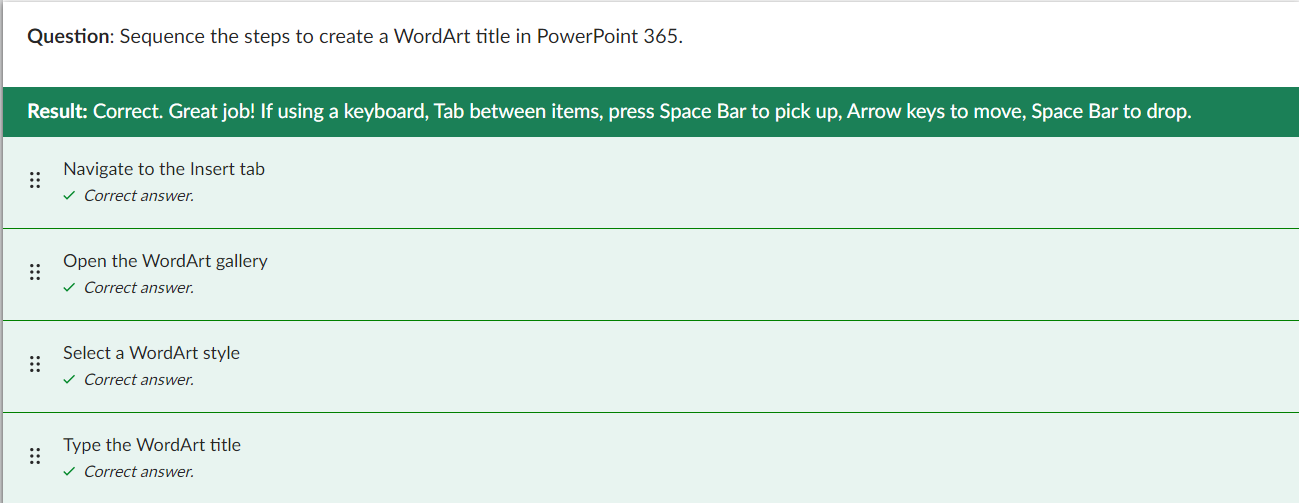 Question: Sequence the steps to create a WordArt title in PowerPoint 365.
Result: Correct. Great job! If using a keyboard, Tab between items, press Space Bar to pick up, Arrow keys to move, Space Bar to drop.
Navigate to the Insert tab
Correct answer.
Open the WordArt gallery
Correct answer.
Select a WordArt style
Correct answer.
Type the WordArt title
Correct answer.